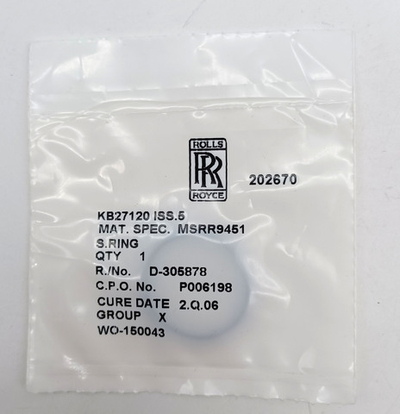 ROLLS
RR
ROYCE
202670
KB27120 ISS.5
MAT. SPEC. MSRR9451
S.RING
QTY 1
R./No. D-305878
C.P.O. No. P006198
CURE DATE 2.Q.06
GROUP X
WO-150043